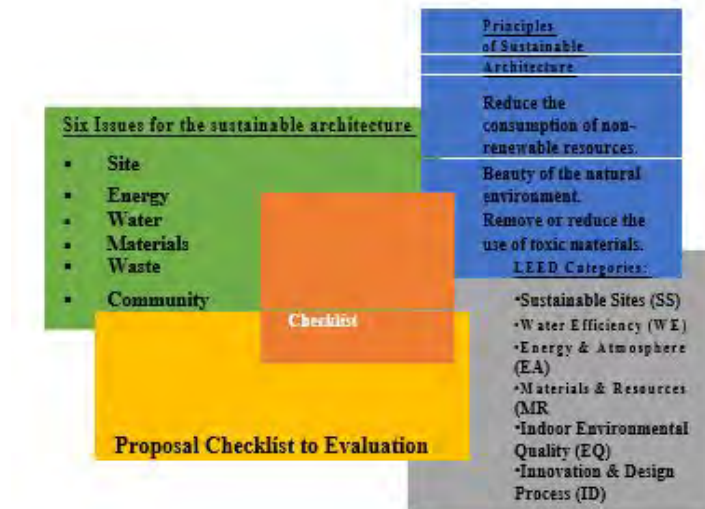 Principles
of Sustainable
Architecture
Reduce the
consumption of non-
renewable resources.
Beauty of the natural
environment.
Remove or reduce the
use of toxic materials.
Six Issues for the sustainable architecture
▪ Site
▪ Energy
▪ Water
▪ Materials
▪ Waste
▪ Community
Checklist
Proposal Checklist to Evaluation
LEED Categories:
•Sustainable Sites (SS)
•Water Efficiency (WE)
•Energy & Atmosphere
(EA)
•Materials & Resources
(MR
•Indoor Environmental
Quality (EQ)
•Innovation & Design
Process (ID)